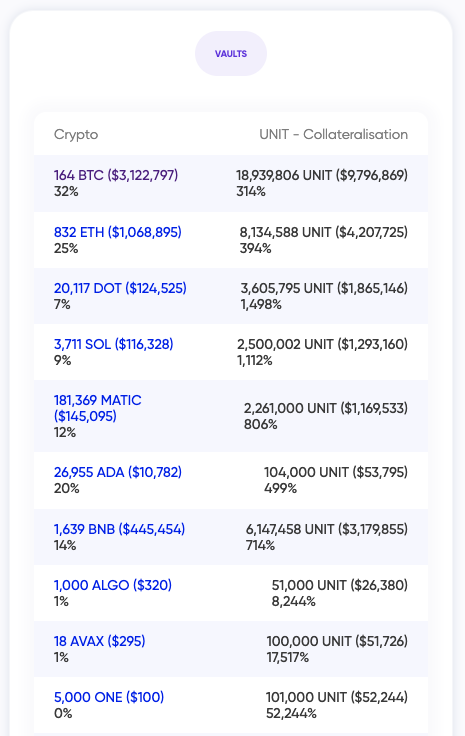 VAULTS
Crypto UNIT - Collateralisation
164 BTC ($3,122,797) 18,939,806 UNIT ($9,796,869)
32% 314%
832 ETH ($1,068,895) 8,134,588 UNIT ($4,207,725)
25% 394%
20,117 DOT ($124,525) 3,605,795 UNIT ($1,865,146)
7% 1,498%
3,711 SOL ($116,328) 2,500,002 UNIT ($1,293,160)
9% 1,112%
181,369 MATIC
($145,095) 2,261,000 UNIT ($1,169,533)
12% 806%
26,955 ADA ($10,782) 104,000 UNIT ($53,795)
20% 499%
1,639 BNB ($445,454) 6,147,458 UNIT ($3,179,855)
14% 714%
1,000 ALGO ($320) 51,000 UNIT ($26,380)
1% 8,244%
18 AVAX ($295) 100,000 UNIT ($51,726)
1% 17,517%
5,000 ONE ($100) 101,000 UNIT ($52,244)
0% 52,244%